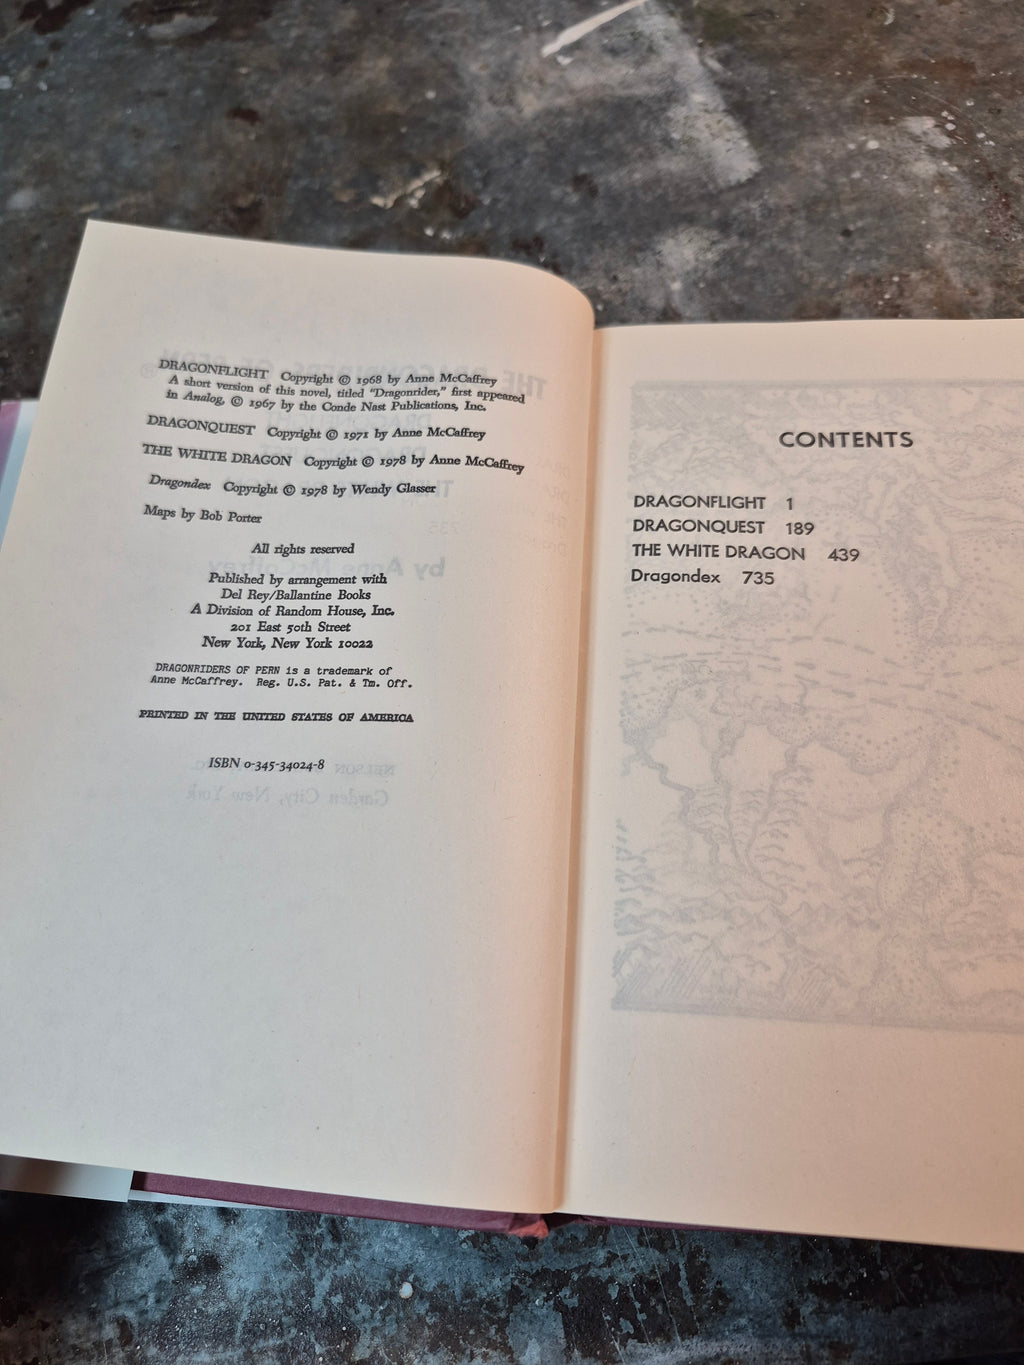 DRAGONFLIGHT Copyright © 1968 by Anne McCaffrey
A short version of this novel, titled "Dragonrider," first appeared
in Analog, © 1967 by the Conde Nast Publications, Inc.
DRAGONQUEST Copyright © 1971 by Anne McCaffrey
THE WHITE DRAGON Copyright © 1978 by Anne McCaffrey
Dragondex Copyright © 1978 by Wendy Glasser
Maps by Bob Porter
All rights reserved
Published by arrangement with
Del Rey/Ballantine Books
A Division of Random House, Inc.
201 East 50th Street
New York, New York 10022
DRAGONRIDERS OF PERN is a trademark of
Anne McCaffrey. Reg. U.S. Pat. & Tm. Off.
PRINTED IN THE UNITED STATES OF AMERICA
ISBN 0-345-34024-8
CONTENTS
DRAGONFLIGHT 1
DRAGONQUEST 189
THE WHITE DRAGON 439
Dragondex 735